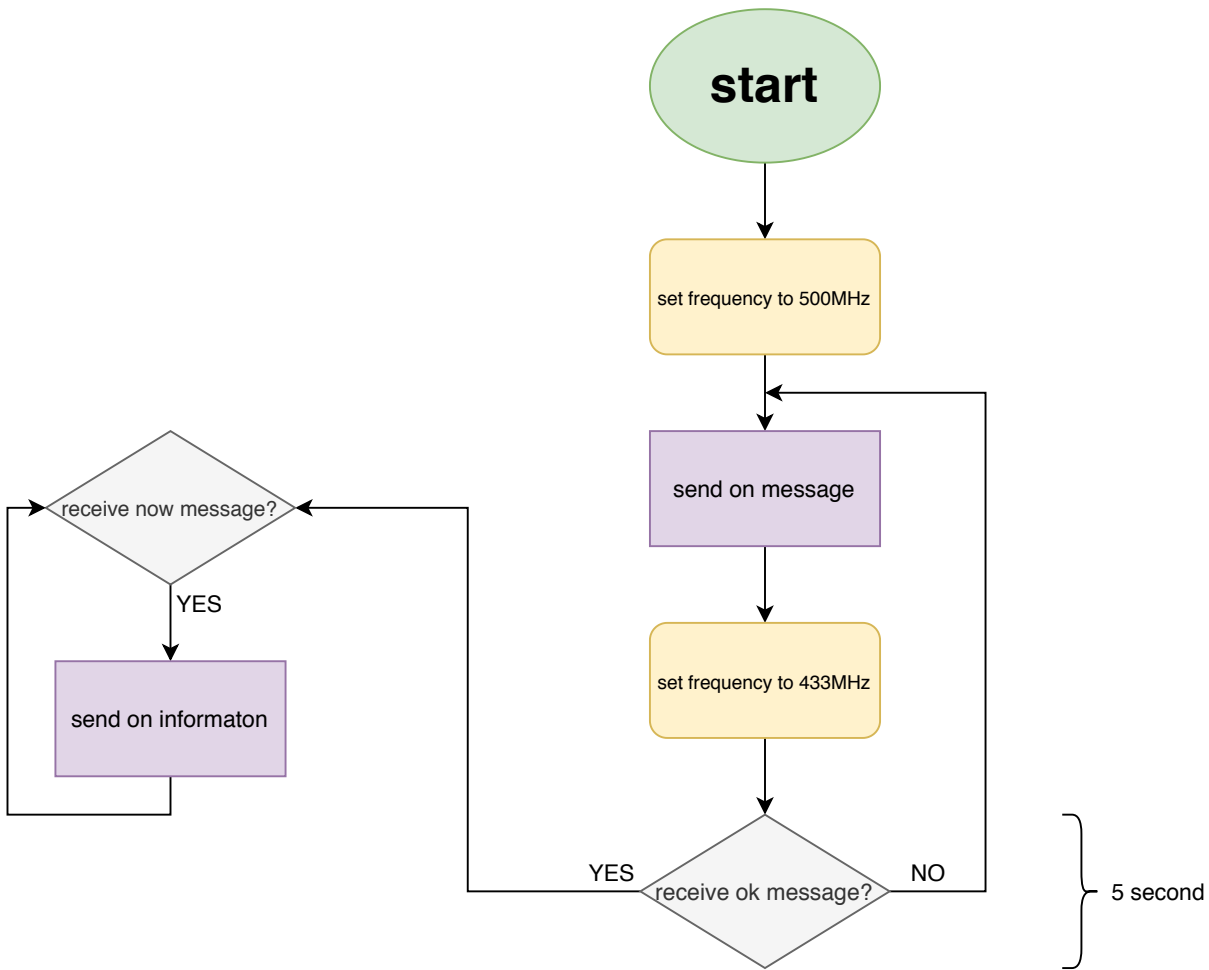 start
set frequency to 500MHz
send on message
receive now message?
YES
set frequency to 433MHz
send on informaton
YES
NO
receive ok message?
5 second